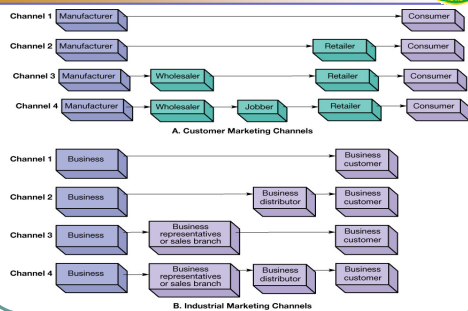 Channel 1 Manufacturer Consumer
Channel 2 Manufacturer Retailer Consumer
Channel 3 Manufacturer Wholesaler Retailer Consumer
Channel 4 Manufacturer Wholesaler Jobber Retailer Consumer
A. Customer Marketing Channels
Channel 1 Business Business
customer
Channel 2 Business Business
distributor Business
customer
Channel 3 Business Business
representatives
or sales branch Business
customer
Channel 4 Business Business
representatives
or sales branch Business
distributor Business
customer
B. Industrial Marketing Channels